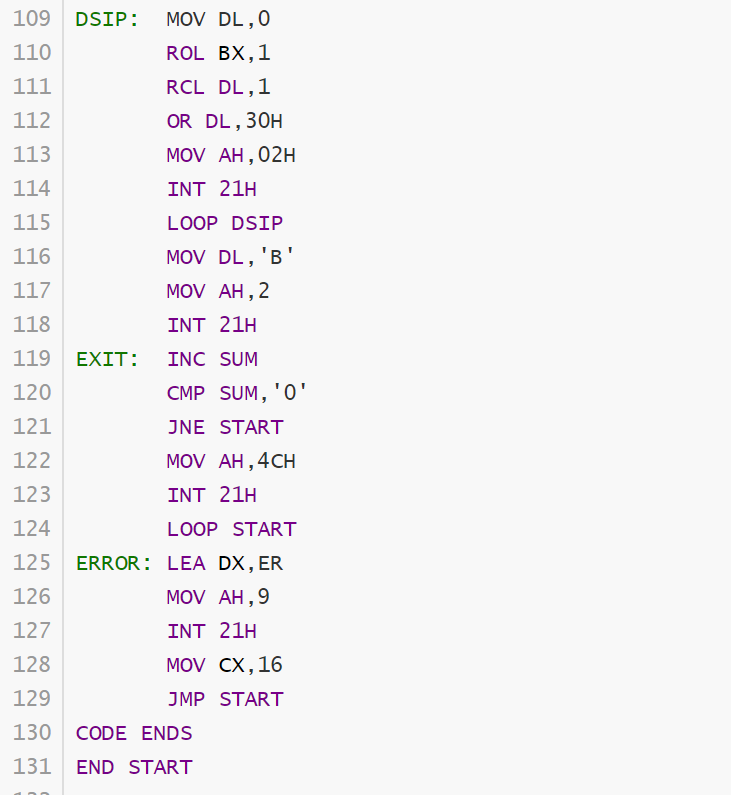 109 DSIP: MOV DL,0
110 ROL BX,1
111 RCL DL,1
112 OR DL,30H
113 MOV AH,02H
114 INT 21H
115 LOOP DSIP
116 MOV DL,'B'
117 MOV AH,2
118 INT 21H
119 EXIT: INC SUM
120 CMP SUM,'0'
121 JNE START
122 MOV AH,4CH
123 INT 21H
124 LOOP START
125 ERROR: LEA DX,ER
126 MOV AH,9
127 INT 21H
128 MOV CX,16
129 JMP START
130 CODE ENDS
131 END START